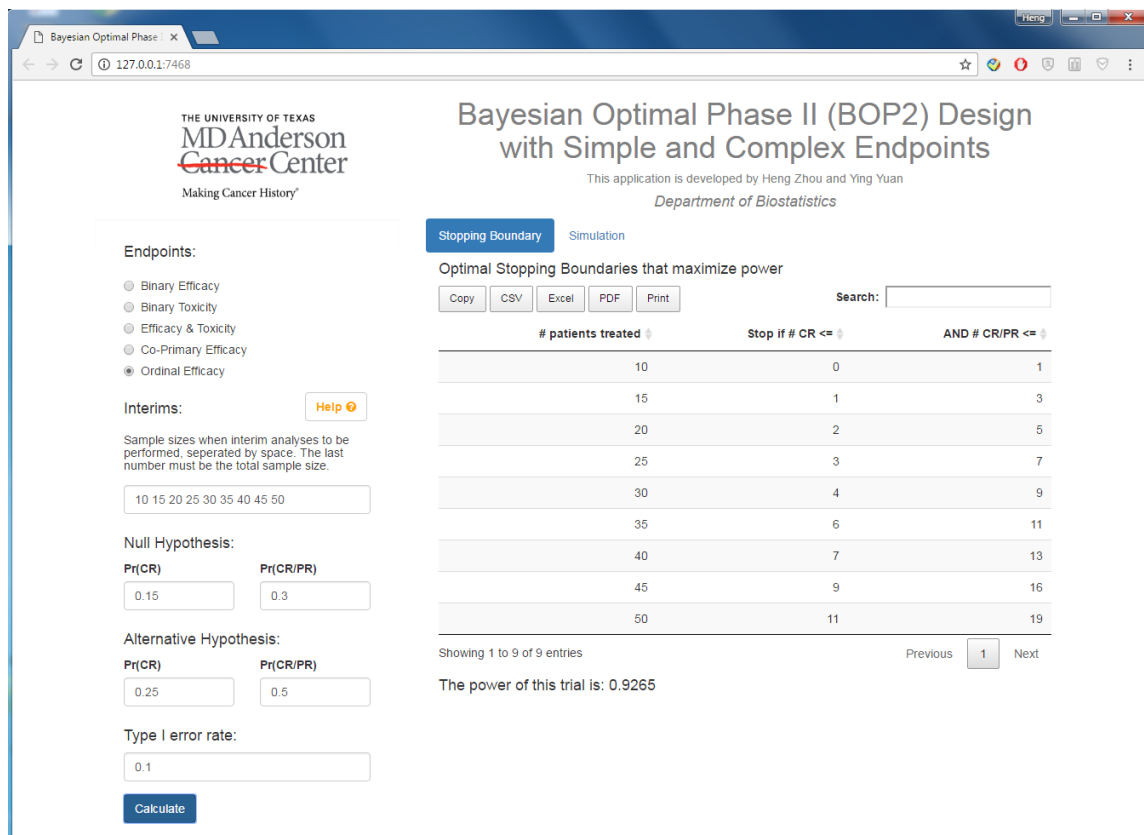 Heng
Bayesian Optimal Phase
127.0.0.1:7468
THE UNIVERSITY OF TEXAS
MD Anderson
Cancer Center
Making Cancer History®
Bayesian Optimal Phase II (BOP2) Design
with Simple and Complex Endpoints
This application is developed by Heng Zhou and Ying Yuan
Department of Biostatistics
Endpoints:
Binary Efficacy
Binary Toxicity
Efficacy & Toxicity
Co-Primary Efficacy
Ordinal Efficacy
Interims:
Help
Sample sizes when interim analyses to be
performed, seperated by space. The last
number must be the total sample size.
10 15 20 25 30 35 40 45 50
Null Hypothesis:
Pr(CR) Pr(CR/PR)
0.15 0.3
Alternative Hypothesis:
Pr(CR) Pr(CR/PR)
0.25 0.5
Type I error rate:
0.1
Calculate
Stopping Boundary Simulation
Optimal Stopping Boundaries that maximize power
Copy CSV Excel PDF Print Search:
# patients treated Stop if # CR <= AND # CR/PR <=
10 0 1
15 1 3
20 2 5
25 3 7
30 4 9
35 6 11
40 7 13
45 9 16
50 11 19
Showing 1 to 9 of 9 entries Previous 1 Next
The power of this trial is: 0.9265